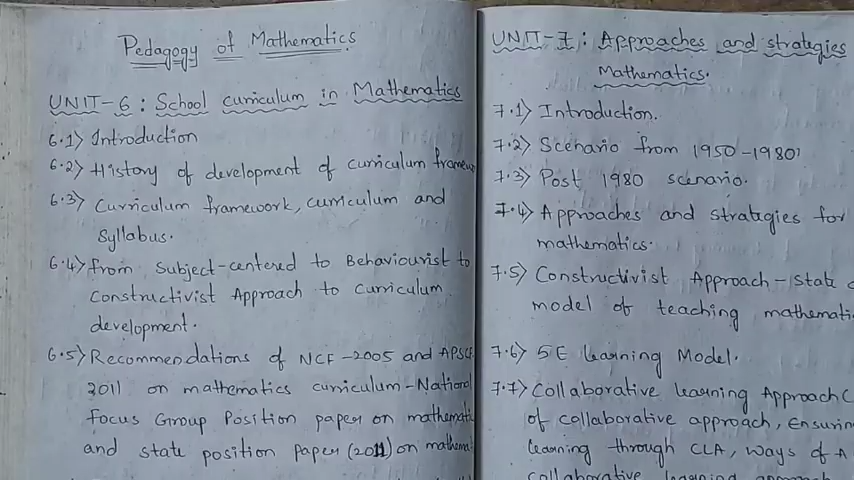 Pedagogy of Mathematics
UNIT-6 : School curriculum in Mathematics
6.1) Introduction
6.2) History of development of curriculum framew
6.3) Curriculum framework, curriculum and
syllabus.
6.4) from subject-centered to Behaviourist to
Constructivist Approach to curriculum
development.
6.5) Recommendations of NCF-2005 and APSCF
2011 on mathematics curriculum-National
focus Group Position paper on mathemati
and state position paper (2011) on mathema
UNIT-7 : Approaches and strategies
Mathematics.
7.1) Introduction.
7.2) Scenario from 1950-1980)
7.3) Post 1980 scenario.
7.4) Approaches and strategies for
mathematics.
7.5) Constructivist Approach-State
model of teaching mathemati
7.6) 5E learning Model.
7.7) Collaborative learning Approach(
of collaborative approach, Ensurin
learning through CLA, ways of A
collaborative learning approach